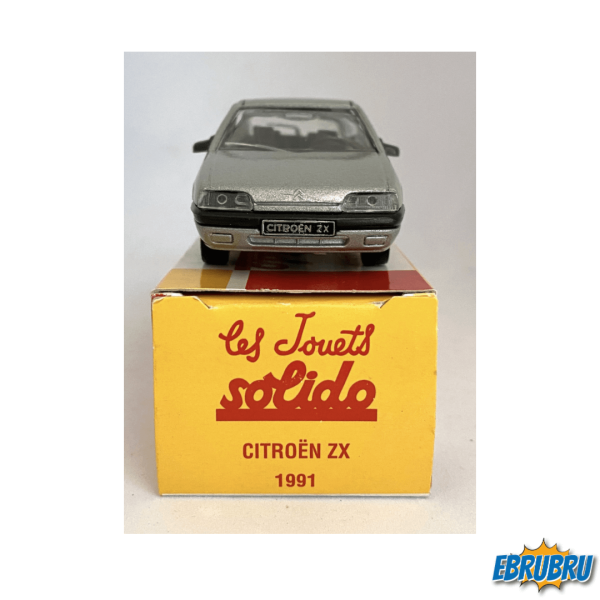 CITROËN ZX
Les Jouets
solido
CITROËN ZX
1991
EBRUBRU